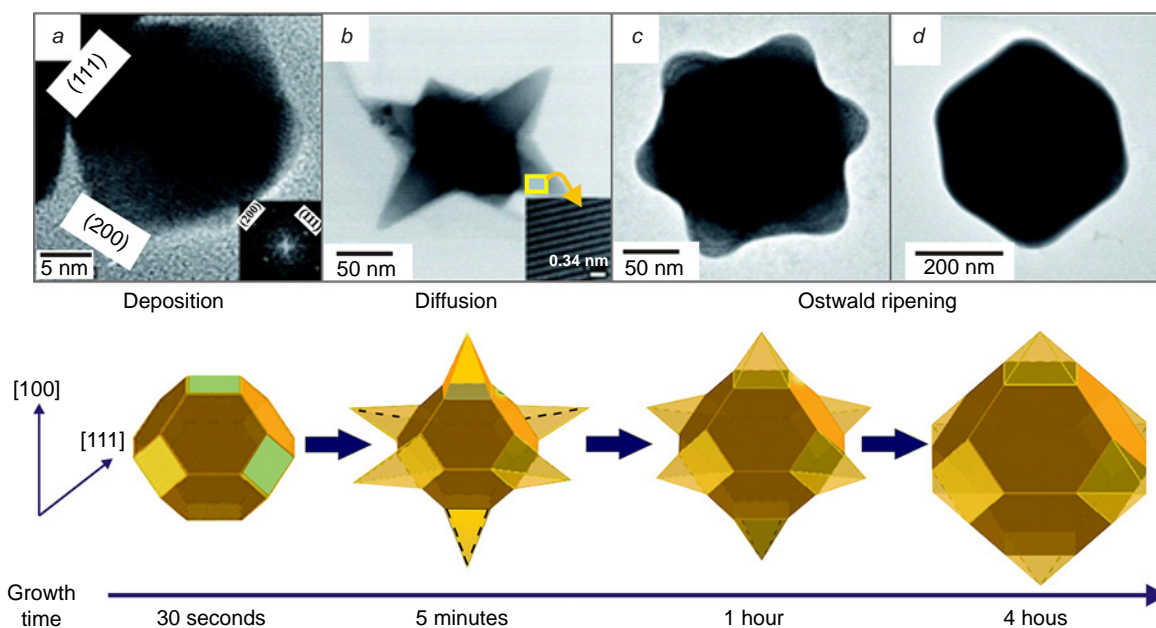 a
(111)
(200)
5 nm
(200)
(111)
b
50 nm
0.34 nm
c
50 nm
d
200 nm
Deposition
Diffusion
Ostwald ripening
[100]
[111]
Growth
time
30 seconds
5 minutes
1 hour
4 hous